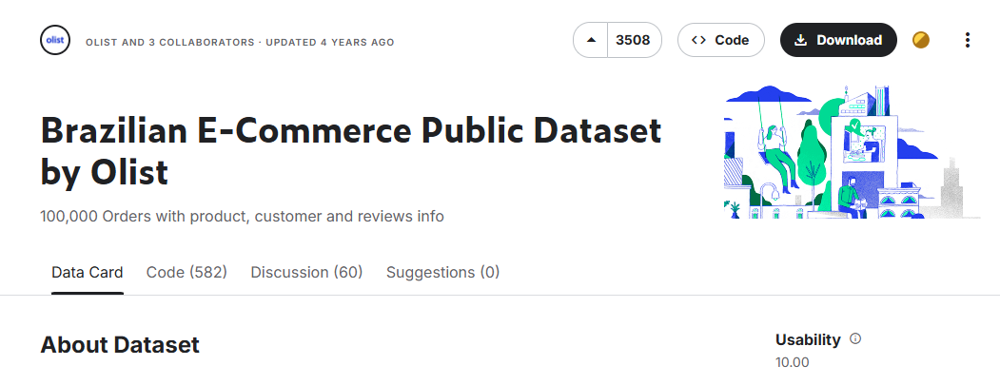 olist
OLIST AND 3 COLLABORATORS · UPDATED 4 YEARS AGO
3508
Code
Download
Brazilian E-Commerce Public Dataset
by Olist
100,000 Orders with product, customer and reviews info
Data Card
Code (582)
Discussion (60)
Suggestions (0)
About Dataset
Usability
10.00